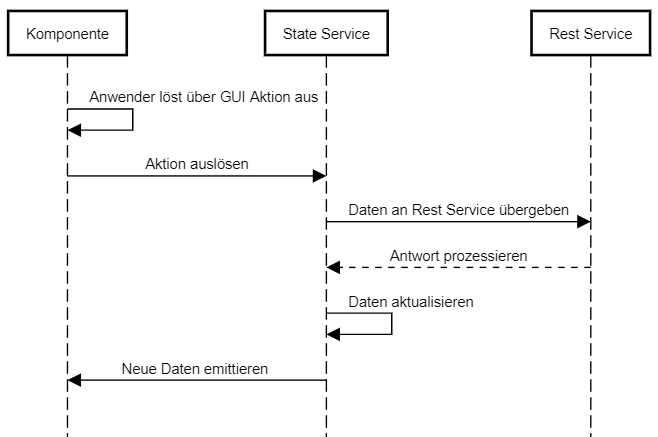 Komponente
State Service
Rest Service
Anwender löst über GUI Aktion aus
Aktion auslösen
Daten an Rest Service übergeben
Antwort prozessieren
Daten aktualisieren
Neue Daten emittieren